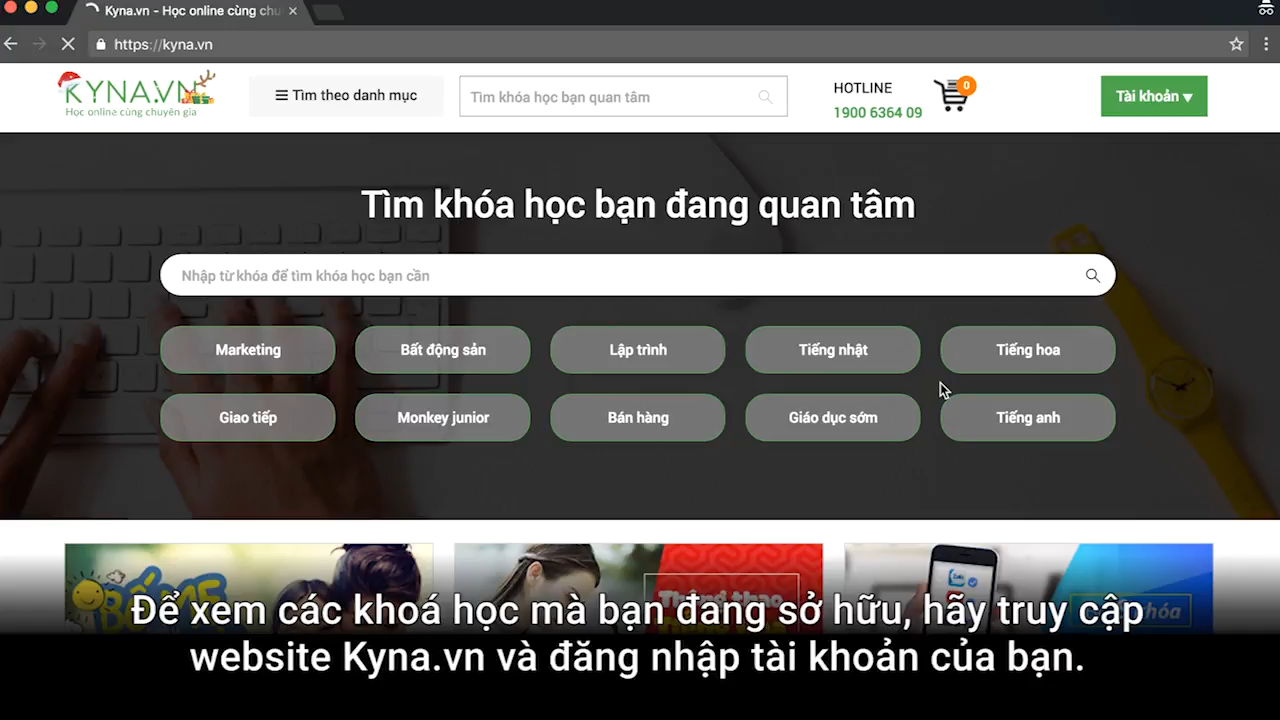 Kyna.vn - Học online cùng chu
https://kyna.vn
KYNA.VN
Học online cùng chuyên gia
Tìm theo danh mục
Tìm khóa học bạn quan tâm
HOTLINE
1900 6364 09
0
Tài khoản
Tìm khóa học bạn đang quan tâm
Nhập từ khóa để tìm khóa học bạn cần
Marketing
Bất động sản
Lập trình
Tiếng nhật
Tiếng hoa
Giao tiếp
Monkey junior
Bán hàng
Giáo dục sớm
Tiếng anh
BỐ MẸ
Zalo
Để xem các khoá học mà bạn đang sở hữu, hãy truy cập
website Kyna.vn và đăng nhập tài khoản của bạn.